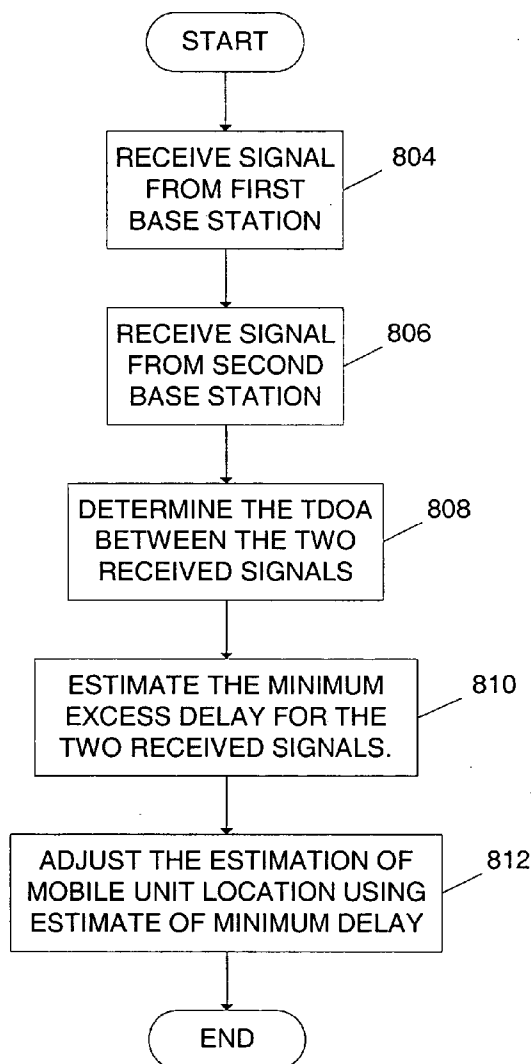 START
RECEIVE SIGNAL
FROM FIRST
BASE STATION
804
RECEIVE SIGNAL
FROM SECOND
BASE STATION
806
DETERMINE THE TDOA
BETWEEN THE TWO
RECEIVED SIGNALS
808
ESTIMATE THE MINIMUM
EXCESS DELAY FOR THE
TWO RECEIVED SIGNALS.
810
ADJUST THE ESTIMATION OF
MOBILE UNIT LOCATION USING
ESTIMATE OF MINIMUM DELAY
812
END